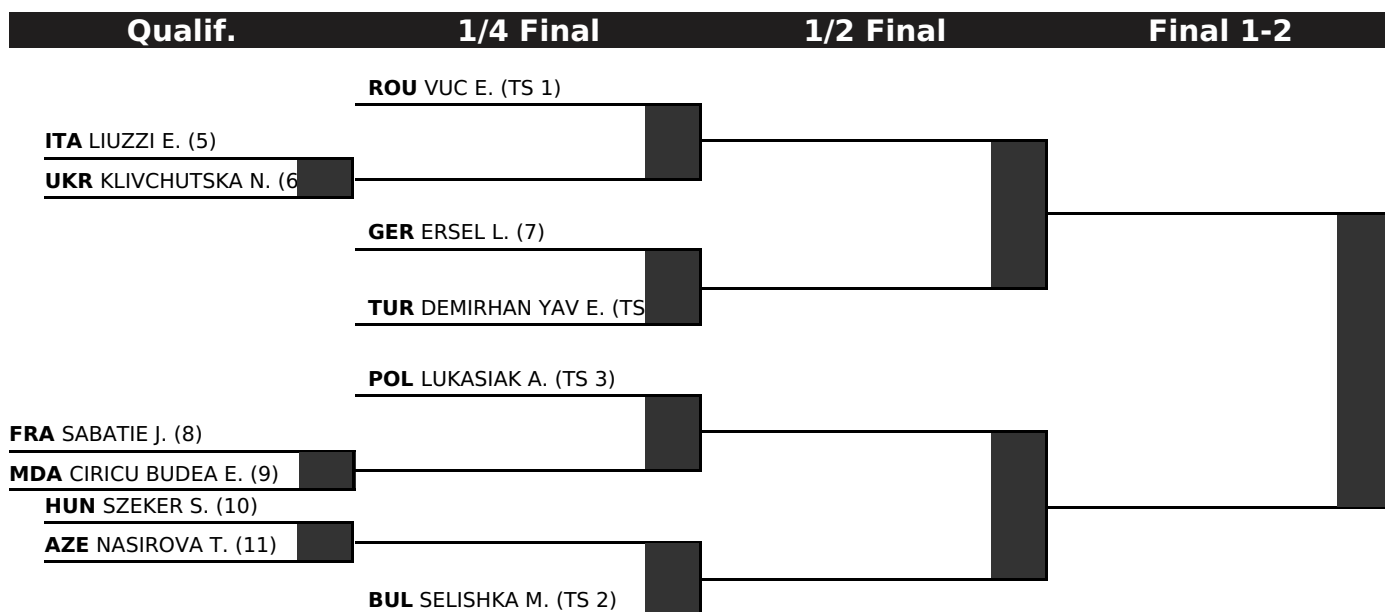 Qualif. 1/4 Final 1/2 Final Final 1-2
ROU VUC E. (TS 1)
ITA LIUZZI E. (5)
UKR KLIVCHUTSKA N. (6
GER ERSEL L. (7)
TUR DEMIRHAN YAV E. (TS
POL LUKASIAK A. (TS 3)
FRA SABATIE J. (8)
MDA CIRICU BUDEA E. (9)
HUN SZEKER S. (10)
AZE NASIROVA T. (11)
BUL SELISHKA M. (TS 2)